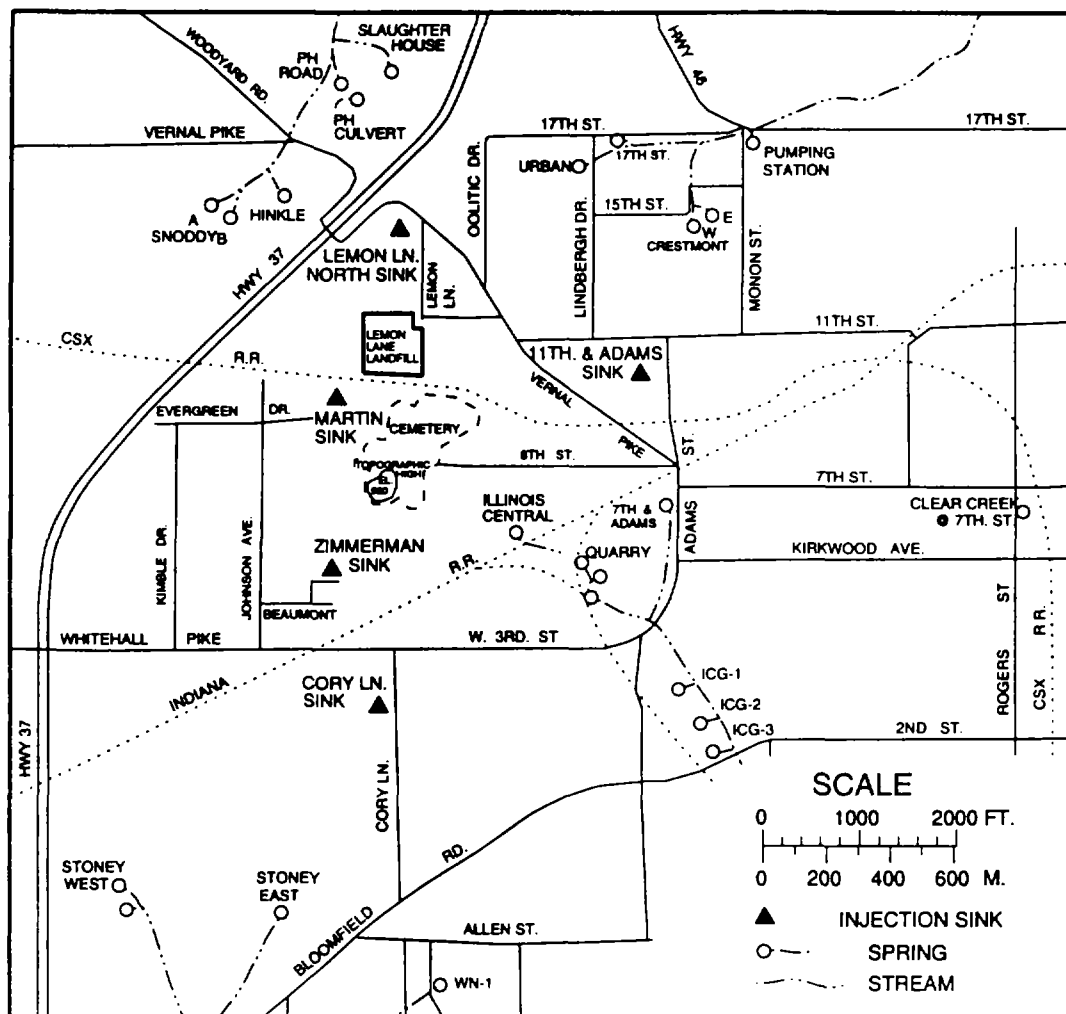 SLAUGHTER
HOUSE
WOODYARD RD.
PH
ROAD
PH
CULVERT
VERNAL PIKE
HWY 37
A
SNODDY B
HINKLE
LEMON LN.
NORTH SINK
LEMON
LN.
OOLITIC DR.
HWY 46
17TH ST.
17TH ST.
17TH ST.
URBAN
PUMPING
STATION
15TH ST.
E
W
CRESTMONT
LINDBERGH DR.
MONON ST.
11TH ST.
CSX
R.R.
LEMON
LANE
LANDFILL
11TH. & ADAMS
SINK
VERNAL
PIKE
EVERGREEN
DR.
MARTIN
SINK
CEMETERY
TOPOGRAPHIC
HIGH
8TH ST.
ST.
7TH ST.
ILLINOIS
CENTRAL
7TH &
ADAMS
ADAMS
CLEAR CREEK
@ 7TH. ST.
QUARRY
KIRKWOOD AVE.
KIMBLE DR.
JOHNSON AVE.
ZIMMERMAN
SINK
R.R.
BEAUMONT
WHITEHALL PIKE
W. 3RD. ST
ROGERS ST
CSX R R.
INDIANA
CORY LN.
SINK
ICG-1
ICG-2
ICG-3
2ND ST.
HWY 37
CORY LN.
BLOOMFIELD RD.
STONEY
WEST
STONEY
EAST
ALLEN ST.
WN-1
SCALE
0 1000 2000 FT.
0 200 400 600 M.
INJECTION SINK
SPRING
STREAM